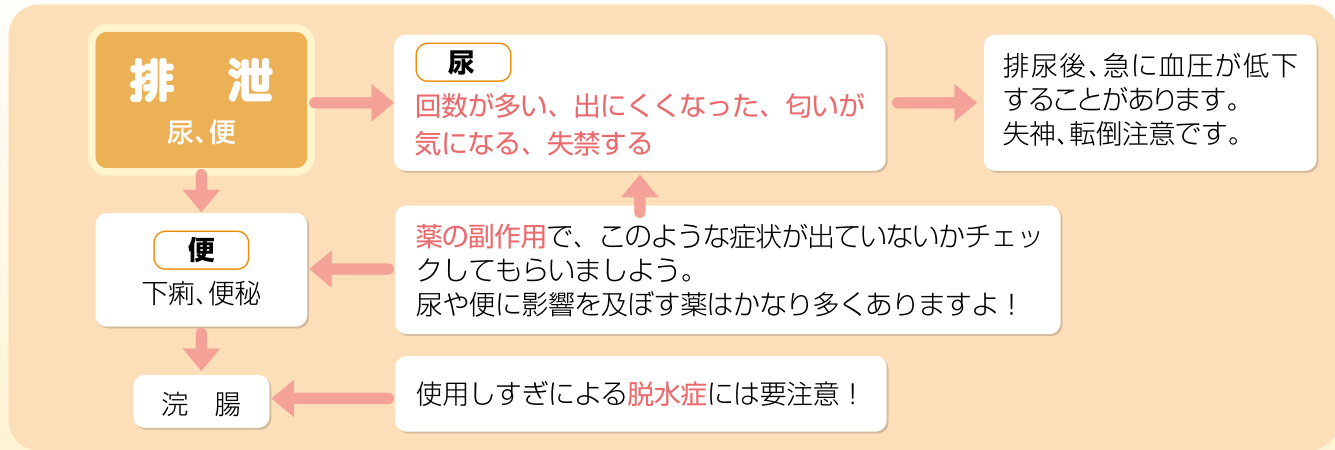 排　泄
尿、便
尿
回数が多い、出にくくなった、匂いが
気になる、失禁する
排尿後、急に血圧が低下
することがあります。
失神、転倒注意です。
便
下痢、便秘
薬の副作用で、このような症状が出ていないかチェッ
クしてもらいましよう。
尿や便に影響を及ぼす薬はかなり多くありますよ！
浣　腸
使用しすぎによる脱水症には要注意！